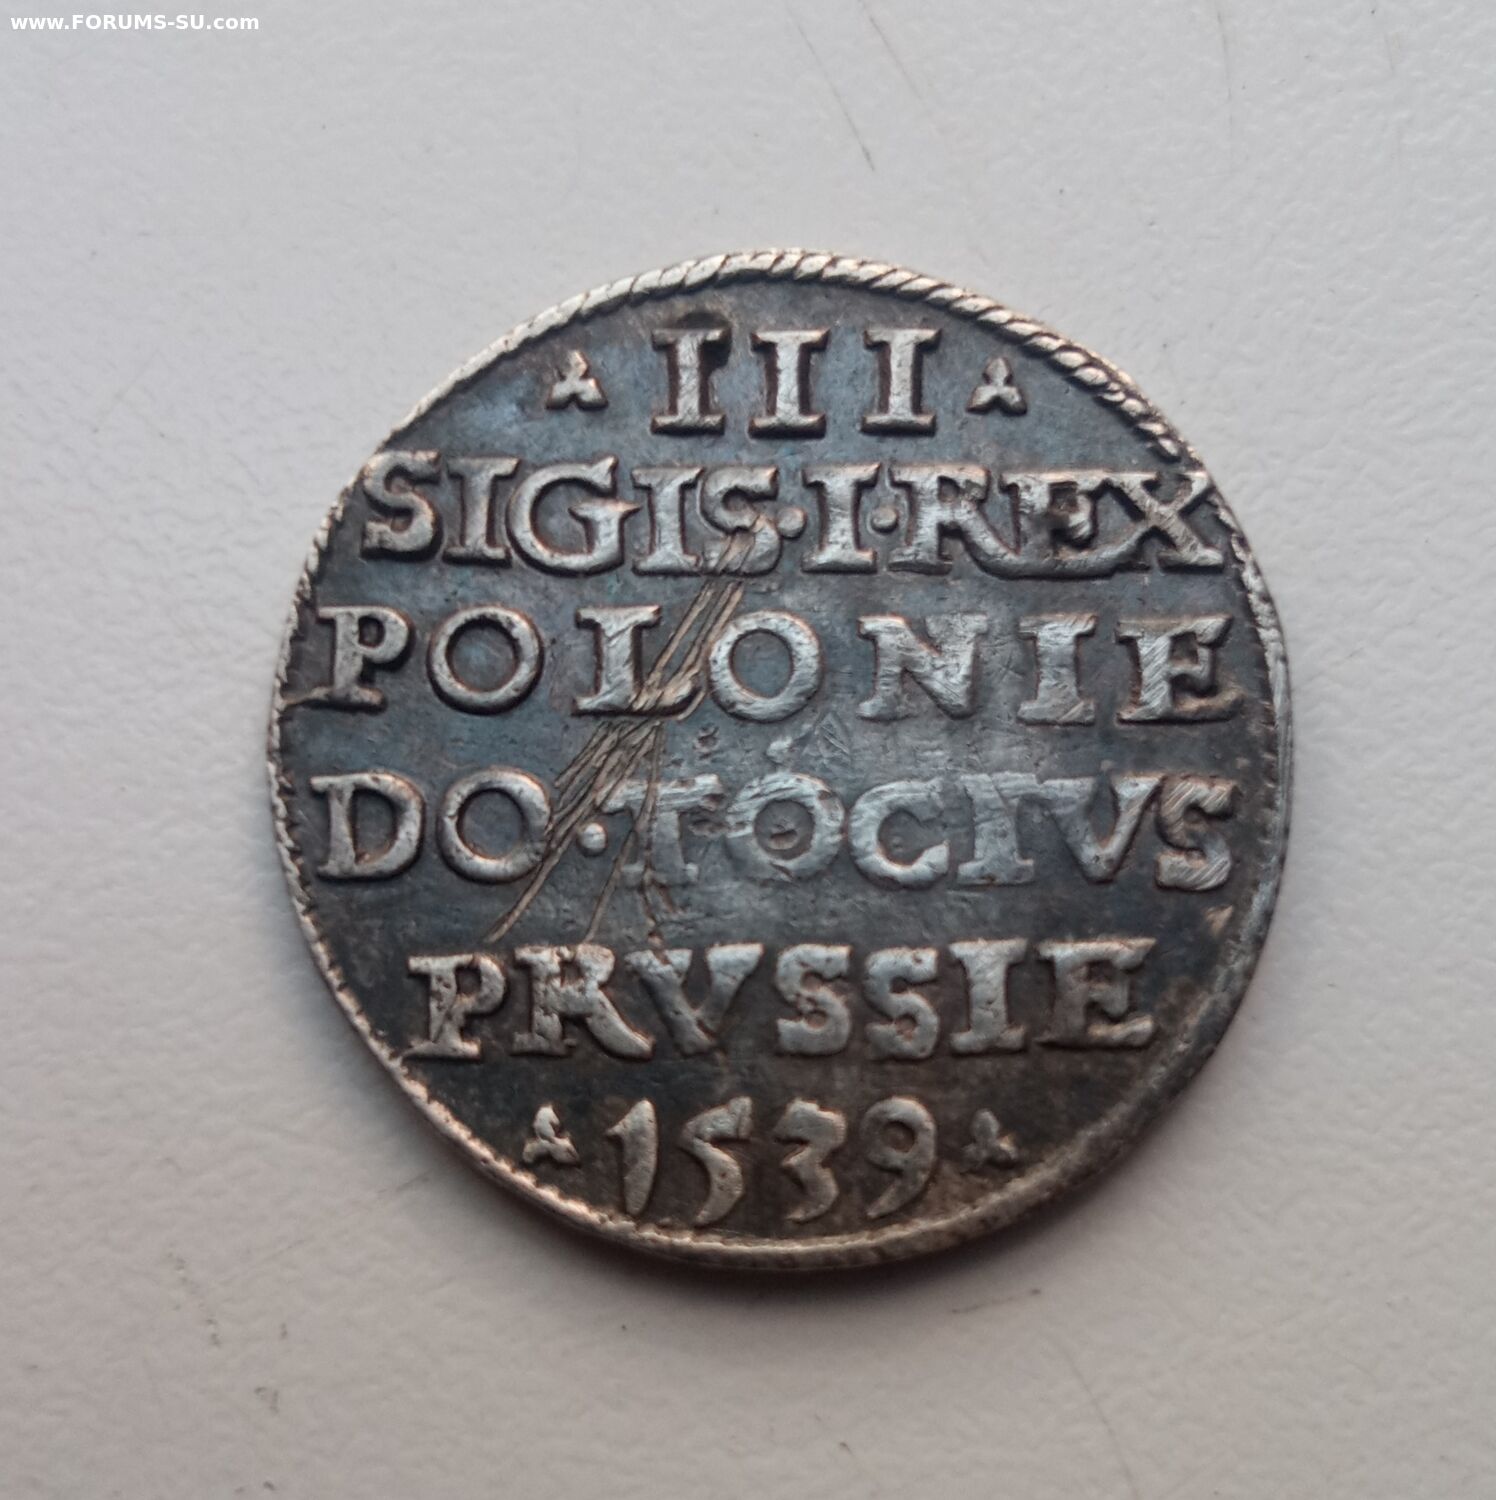 www.FORUMS-SU.com
III
SIGIS·I·REX
POLONIE
DO·TOCIVS
PRVSSIE
1539